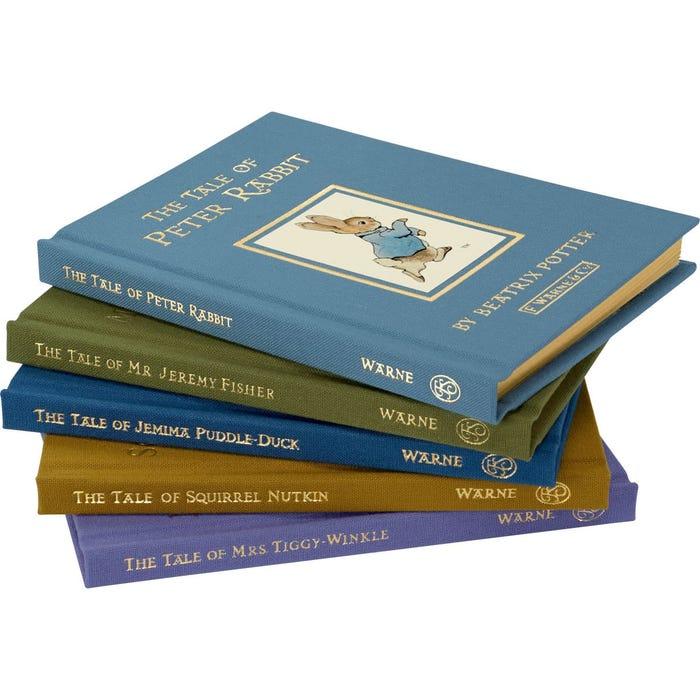 THE TALE OF
PETER RABBIT
BY BEATRIX POTTER
F. WARNE & Co
THE TALE OF PETER RABBIT WARNE
THE TALE OF MR JEREMY FISHER WARNE
THE TALE OF JEMIMA PUDDLE-DUCK WARNE
THE TALE OF SQUIRREL NUTKIN WARNE
THE TALE OF MRS. TIGGY-WINKLE WARNE